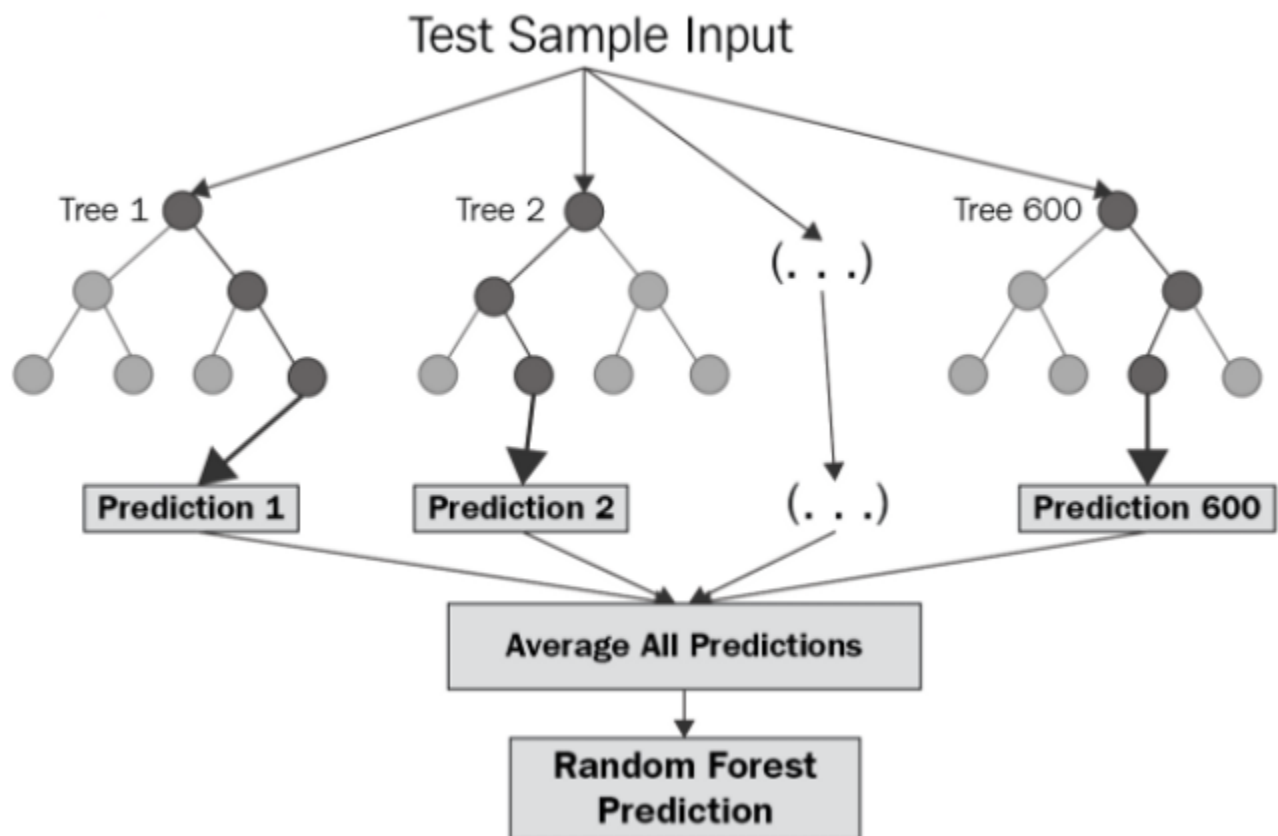 Test Sample Input
Tree 1
Tree 2
Tree 600
(. . .)
Prediction 1
Prediction 2
(. . .)
Prediction 600
Average All Predictions
Random Forest
Prediction